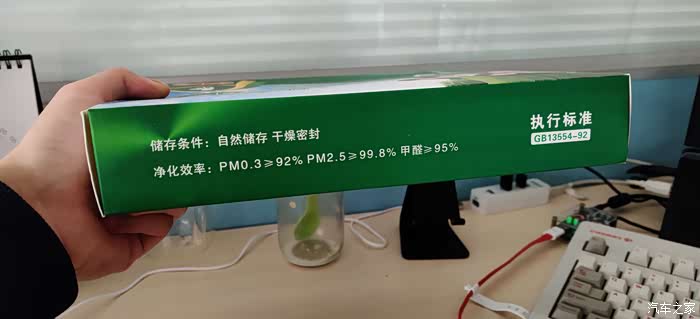 储存条件：自然储存 干燥密封
净化效率：PM0.3≥92% PM2.5≥99.8% 甲醛≥95%
执行标准
GB13554-92
汽车之家